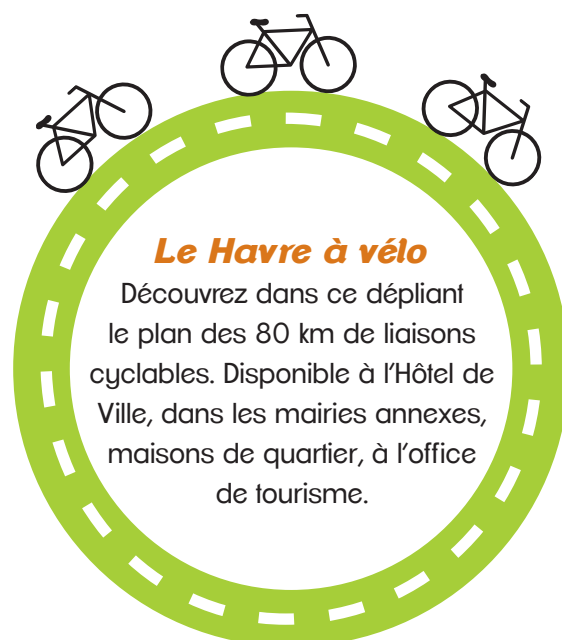 Le Havre à vélo
Découvrez dans ce dépliant
le plan des 80 km de liaisons
cyclables. Disponible à l'Hôtel de
Ville, dans les mairies annexes,
maisons de quartier, à l'office
de tourisme.